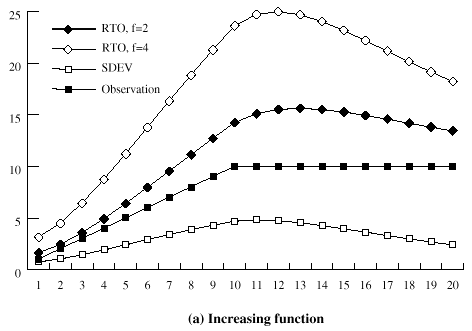 25
20
15
10
5
0
RTO, f=2
RTO, f=4
SDEV
Observation
1 2 3 4 5 6 7 8 9 10 11 12 13 14 15 16 17 18 19 20
(a) Increasing function